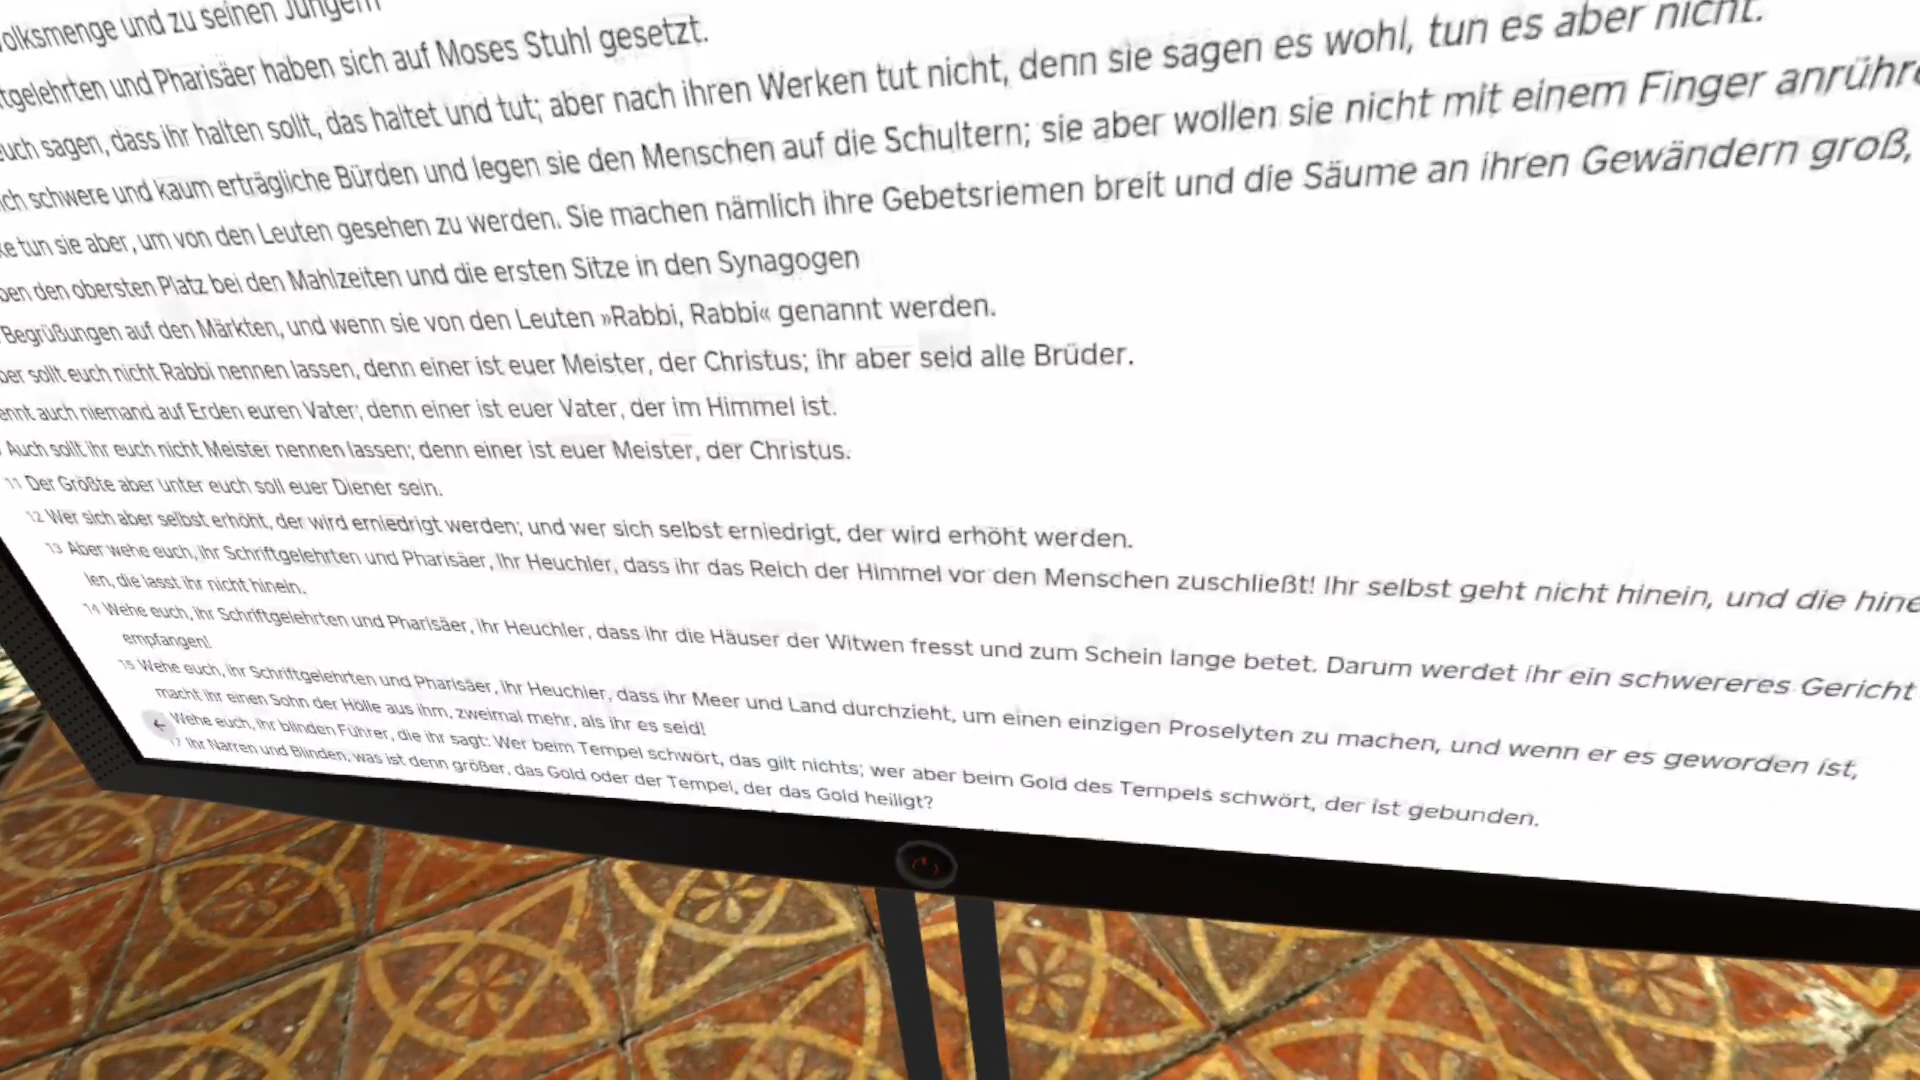 olksmenge und zu seinen Jüngern
tgelehrten und Pharisäer haben sich auf Moses Stuhl gesetzt.
euch sagen, dass ihr halten sollt, das haltet und tut; aber nach ihren Werken tut nicht, denn sie sagen es wohl, tun es aber nicht.
ich schwere und kaum erträgliche Bürden und legen sie den Menschen auf die Schultern; sie aber wollen sie nicht mit einem Finger anrühre
ke tun sie aber, um von den Leuten gesehen zu werden. Sie machen nämlich ihre Gebetsriemen breit und die Säume an ihren Gewändern groß,
ben den obersten Platz bei den Mahlzeiten und die ersten Sitze in den Synagogen
Begrüßungen auf den Märkten, und wenn sie von den Leuten »Rabbi, Rabbi« genannt werden.
ber sollt euch nicht Rabbi nennen lassen, denn einer ist euer Meister, der Christus; ihr aber seid alle Brüder.
ennt auch niemand auf Erden euren Vater; denn einer ist euer Vater, der im Himmel ist.
Auch sollt ihr euch nicht Meister nennen lassen; denn einer ist euer Meister, der Christus.
11 Der Größte aber unter euch soll euer Diener sein.
12 Wer sich aber selbst erhöht, der wird erniedrigt werden; und wer sich selbst erniedrigt, der wird erhöht werden.
13 Aber wehe euch, ihr Schriftgelehrten und Pharisäer, ihr Heuchler, dass ihr das Reich der Himmel vor den Menschen zuschließt! Ihr selbst geht nicht hinein, und die hine
len, die lasst ihr nicht hinein.
14 Wehe euch, ihr Schriftgelehrten und Pharisäer, ihr Heuchler, dass ihr die Häuser der Witwen fresst und zum Schein lange betet. Darum werdet ihr ein schwereres Gericht
empfangen!
15 Wehe euch, ihr Schriftgelehrten und Pharisäer, ihr Heuchler, dass ihr Meer und Land durchzieht, um einen einzigen Proselyten zu machen, und wenn er es geworden ist,
macht ihr einen Sohn der Hölle aus ihm, zweimal mehr, als ihr es seid!
Wehe euch, ihr blinden Führer, die ihr sagt: Wer beim Tempel schwört, das gilt nichts; wer aber beim Gold des Tempels schwört, der ist gebunden.
17 Ihr Narren und Blinden, was ist denn größer, das Gold oder der Tempel, der das Gold heiligt?